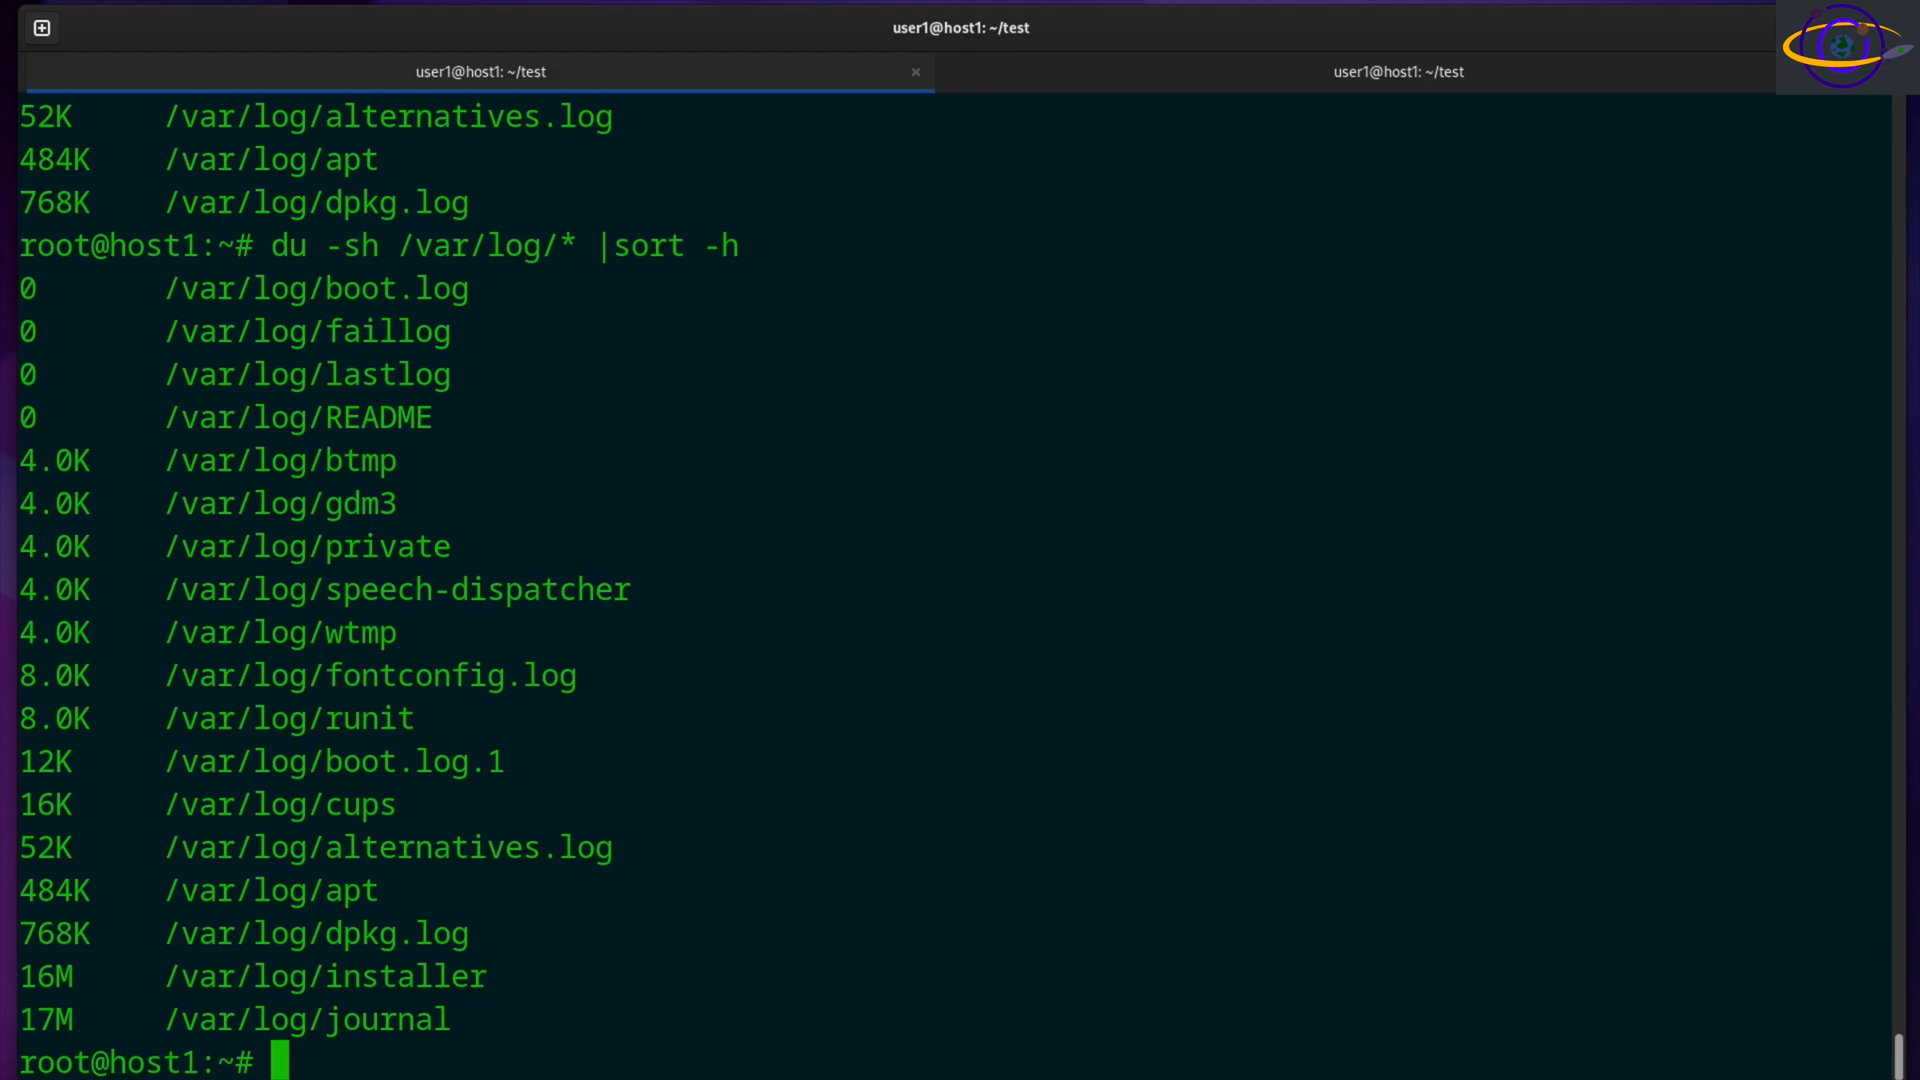 user1@host1: ~/test
user1@host1: ~/test × user1@host1: ~/test
52K /var/log/alternatives.log
484K /var/log/apt
768K /var/log/dpkg.log
root@host1:~# du -sh /var/log/* |sort -h
0 /var/log/boot.log
0 /var/log/faillog
0 /var/log/lastlog
0 /var/log/README
4.0K /var/log/btmp
4.0K /var/log/gdm3
4.0K /var/log/private
4.0K /var/log/speech-dispatcher
4.0K /var/log/wtmp
8.0K /var/log/fontconfig.log
8.0K /var/log/runit
12K /var/log/boot.log.1
16K /var/log/cups
52K /var/log/alternatives.log
484K /var/log/apt
768K /var/log/dpkg.log
16M /var/log/installer
17M /var/log/journal
root@host1:~#